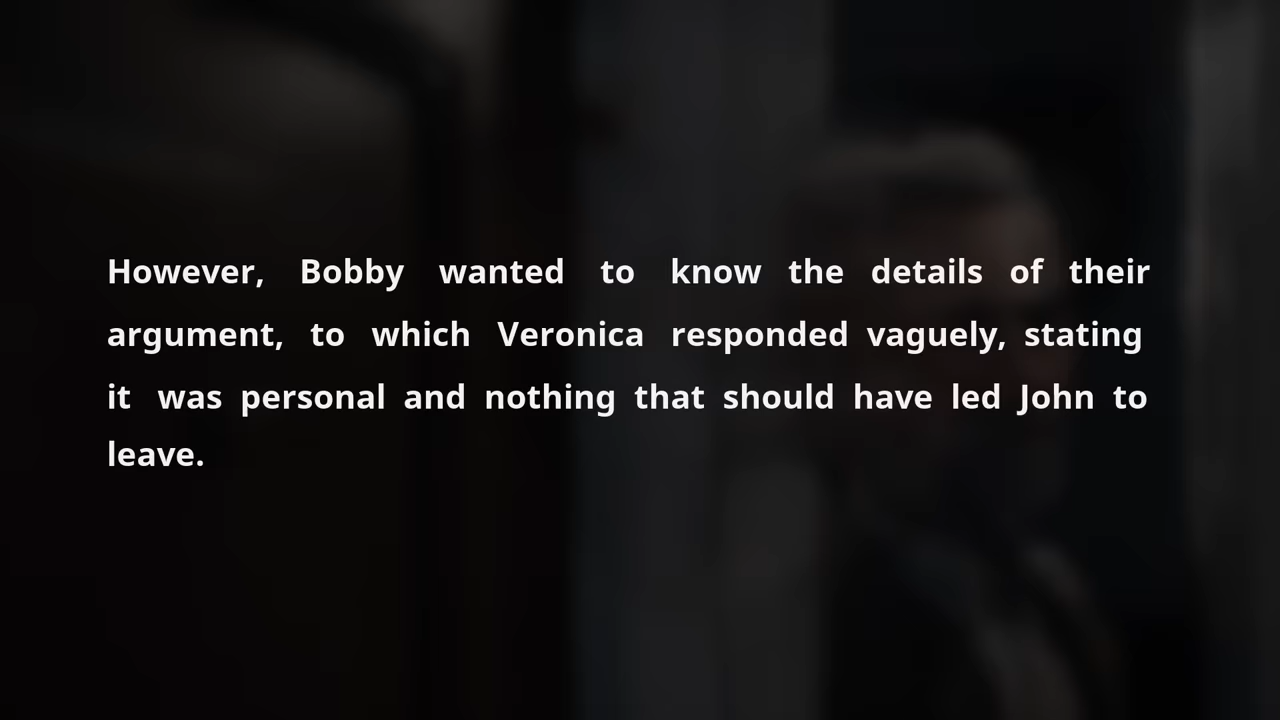 However, Bobby wanted to know the details of their
argument, to which Veronica responded vaguely, stating
it was personal and nothing that should have led John to
leave.